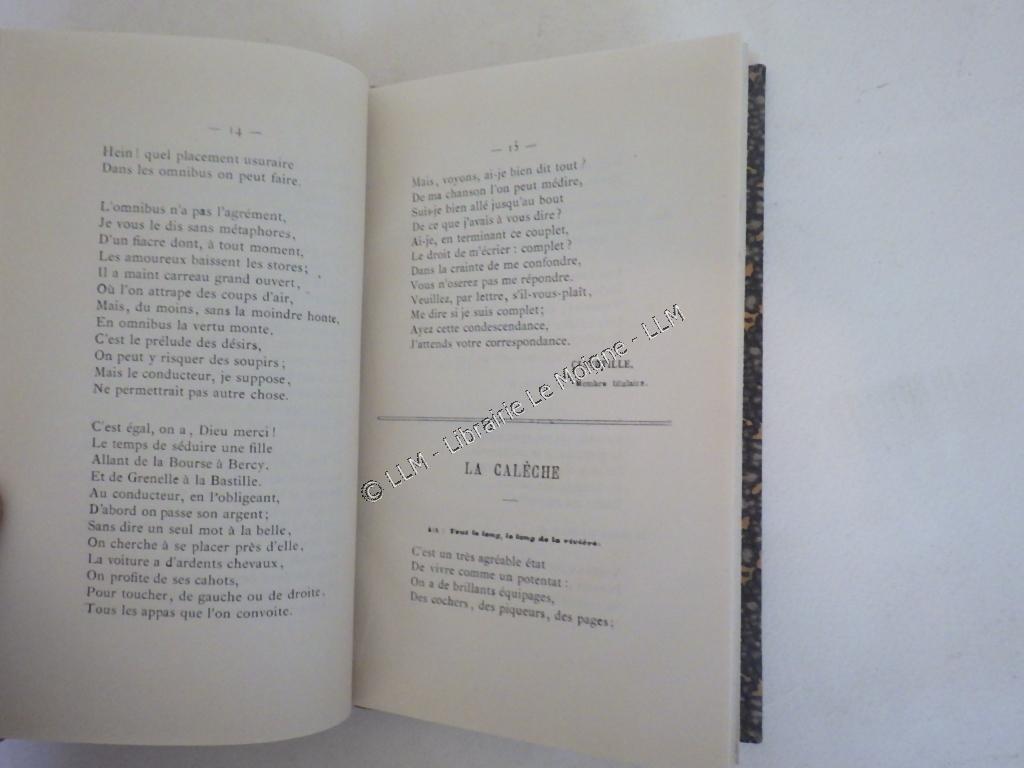 — 14 —
Hein! quel placement usuraire
Dans les omnibus on peut faire.
L'omnibus n'a pas l'agrément,
Je vous le dis sans métaphores,
D'un fiacre dont, à tout moment,
Les amoureux baissent les stores;
Il a maint carreau grand ouvert,
Où l'on attrape des coups d'air,
Mais, du moins, sans la moindre honte,
En omnibus la vertu monte.
C'est le prélude des désirs,
On peut y risquer des soupirs;
Mais le conducteur, je suppose,
Ne permettrait pas autre chose.
C'est égal, on a, Dieu merci!
Le temps de séduire une fille
Allant de la Bourse à Bercy.
Et de Grenelle à la Bastille.
Au conducteur, en l'obligeant,
D'abord on passe son argent;
Sans dire un seul mot à la belle,
On cherche à se placer près d'elle,
La voiture a d'ardents chevaux,
On profite de ses cahots,
Pour toucher, de gauche ou de droite,
Tous les appas que l'on convoite.
— 15 —
Mais, voyons, ai-je bien dit tout?
De ma chanson l'on peut médire,
Suis-je bien allé jusqu'au bout
De ce que j'avais à vous dire?
Ai-je, en terminant ce couplet,
Le droit de m'écrier: complet?
Dans la crainte de me confondre,
Vous n'oserez pas me répondre.
Veuillez, par lettre, s'il-vous-plaît,
Me dire si je suis complet;
Ayez cette condescendance,
J'attends votre correspondance.
Membre titulaire.
LA CALÈCHE
AIR: Tout le long, le long de la rivière.
C'est un très agréable état
De vivre comme un potentat:
On a de brillants équipages,
Des cochers, des piqueurs, des pages;
© LLM - Librairie Le Moigne - LLM